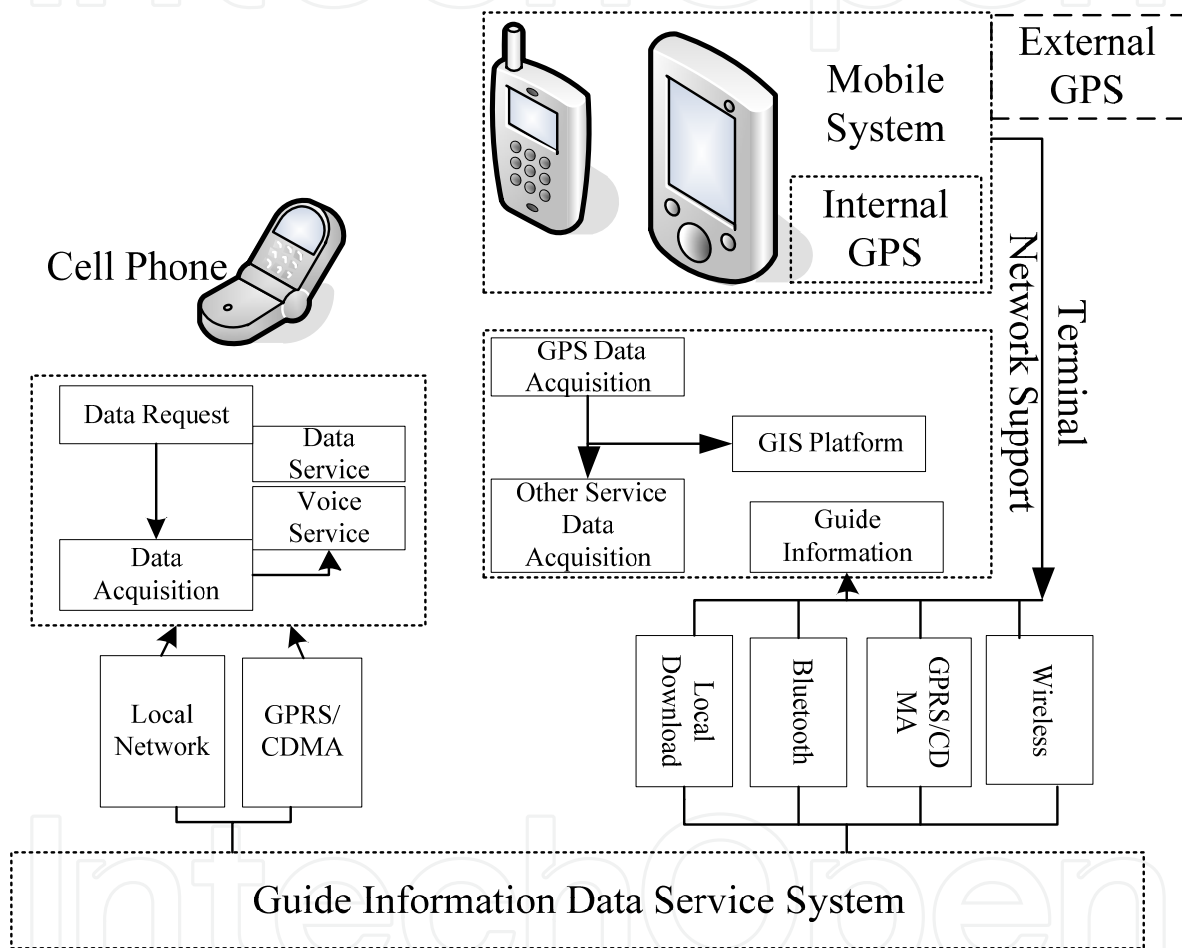 External
GPS
Mobile
System
Internal
GPS
Cell Phone
Terminal
Network Support
GPS Data
Acquisition
GIS Platform
Other Service
Data
Acquisition
Guide
Information
Data Request
Data
Service
Voice
Service
Data
Acquisition
Local
Network
GPRS/
CDMA
Local
Download
Bluetooth
GPRS/CD
MA
Wireless
Guide Information Data Service System
IntechOpen
IntechOpen